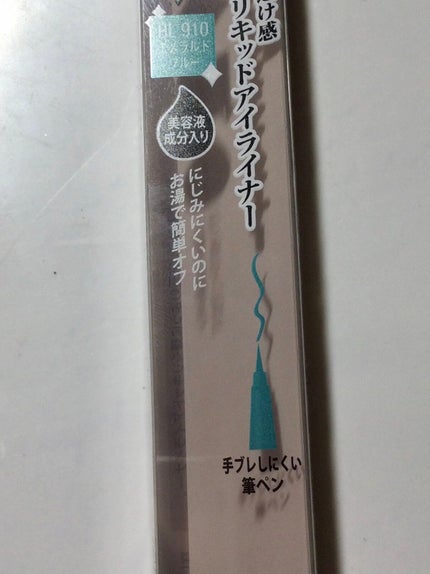 け感
リキッドアイライナー
BL 910
エメラルド
ブルー
美容液
成分入り
にじみにくいのに
お湯で簡単オフ
手ブレしにくい
筆ペン